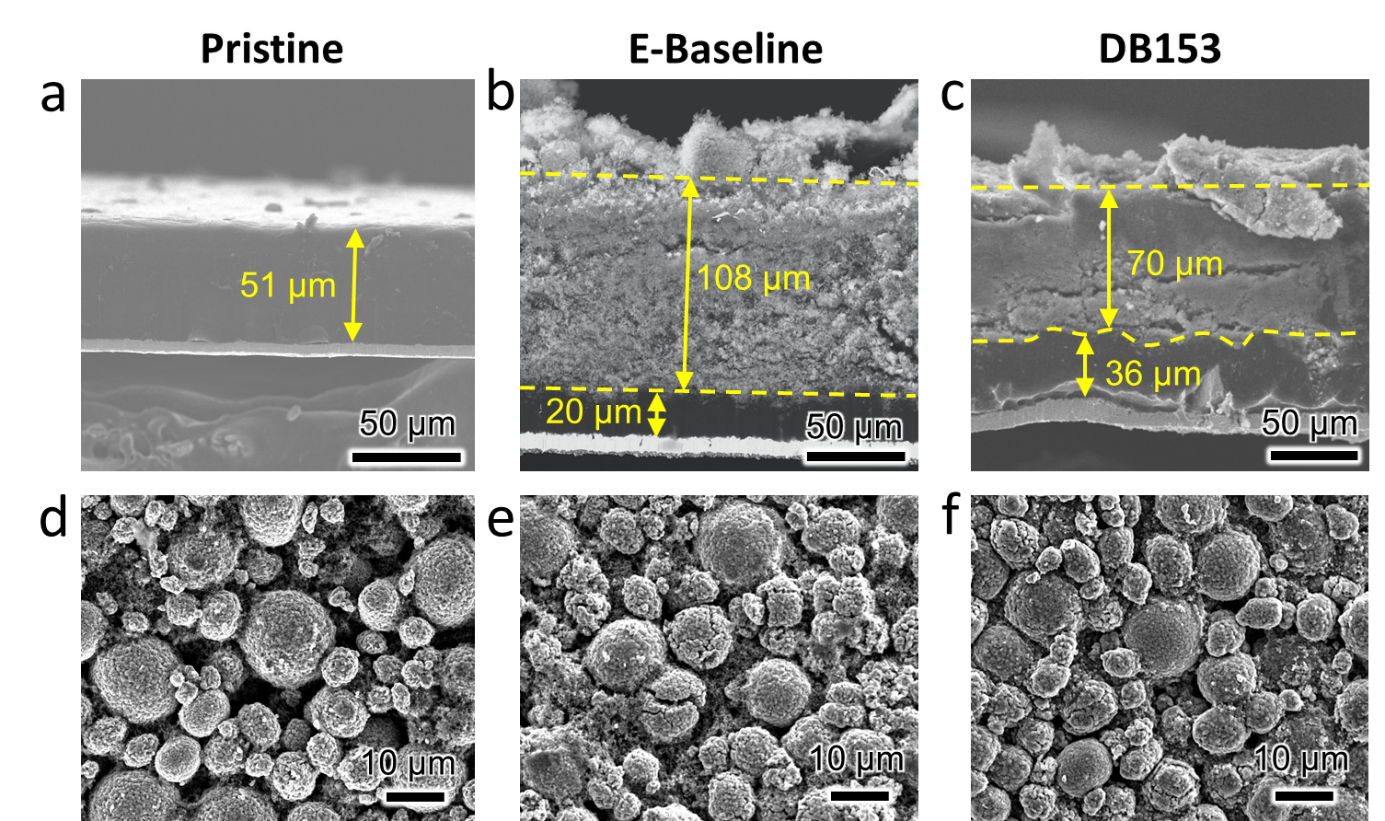 Pristine
E-Baseline
DB153
a
b
c
51 µm
108 µm
70 µm
20 µm
36 µm
50 µm
50 µm
50 µm
d
e
f
10 µm
10 µm
10 µm